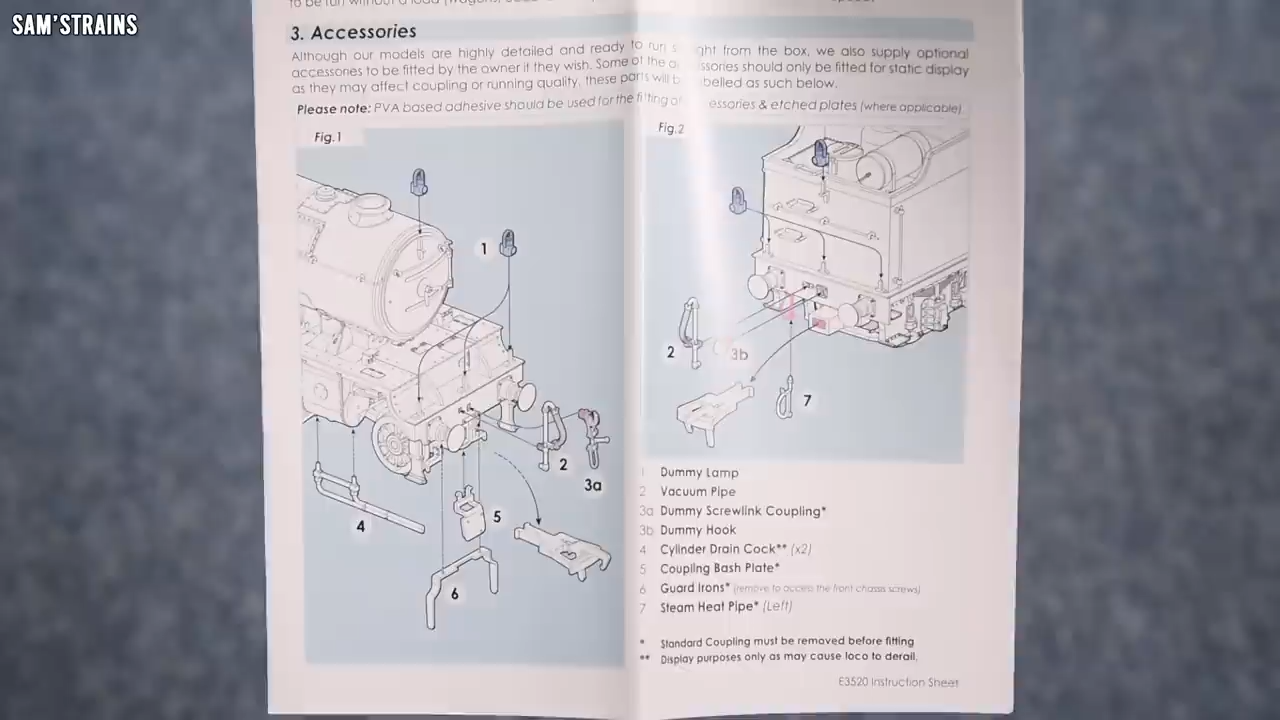 SAM'STRAINS
3. Accessories
Although our models are highly detailed and ready to run from the box, we also supply optional
accessories to be fitted by the owner if they wish. Some of the should only be fitted for static display
as they may affect coupling or running quality, these parts will as such below.
Please note: PVA based adhesive should be used for the fitting & etched plates (where applicable)
Fig.1
Fig.2
1
2
3a
4
5
6
2
3b
7
1 Dummy Lamp
2 Vacuum Pipe
3a Dummy Screwlink Coupling*
3b Dummy Hook
4 Cylinder Drain Cock** (x2)
5 Coupling Bash Plate*
6 Guard Irons* (remove to access the front chassis screws)
7 Steam Heat Pipe* (Left)
* Standard Coupling must be removed before fitting
** Display purposes only as may cause loco to derail.
E3520 Instruction Sheet